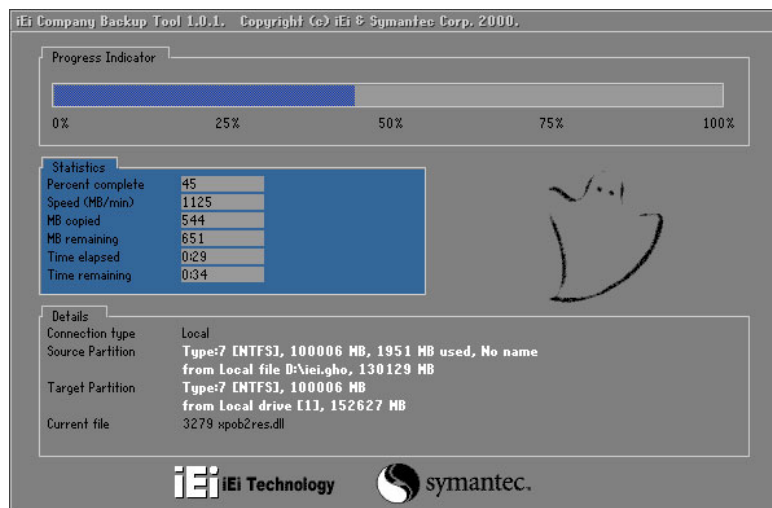 iEi Company Backup Tool 1.0.1. Copyright (c) iEi & Symantec Corp. 2000.
Progress Indicator
0% 25% 50% 75% 100%
Statistics
Percent complete 45
Speed (MB/min) 1125
MB copied 544
MB remaining 651
Time elapsed 0:29
Time remaining 0:34
Details
Connection type Local
Source Partition Type:7 [NTFS], 100006 MB, 1951 MB used, No name
from Local file D:\iei.gho, 130129 MB
Target Partition Type:7 [NTFS], 100006 MB
from Local drive [1], 152627 MB
Current file 3279 xpob2res.dll
iEi iEi Technology symantec.